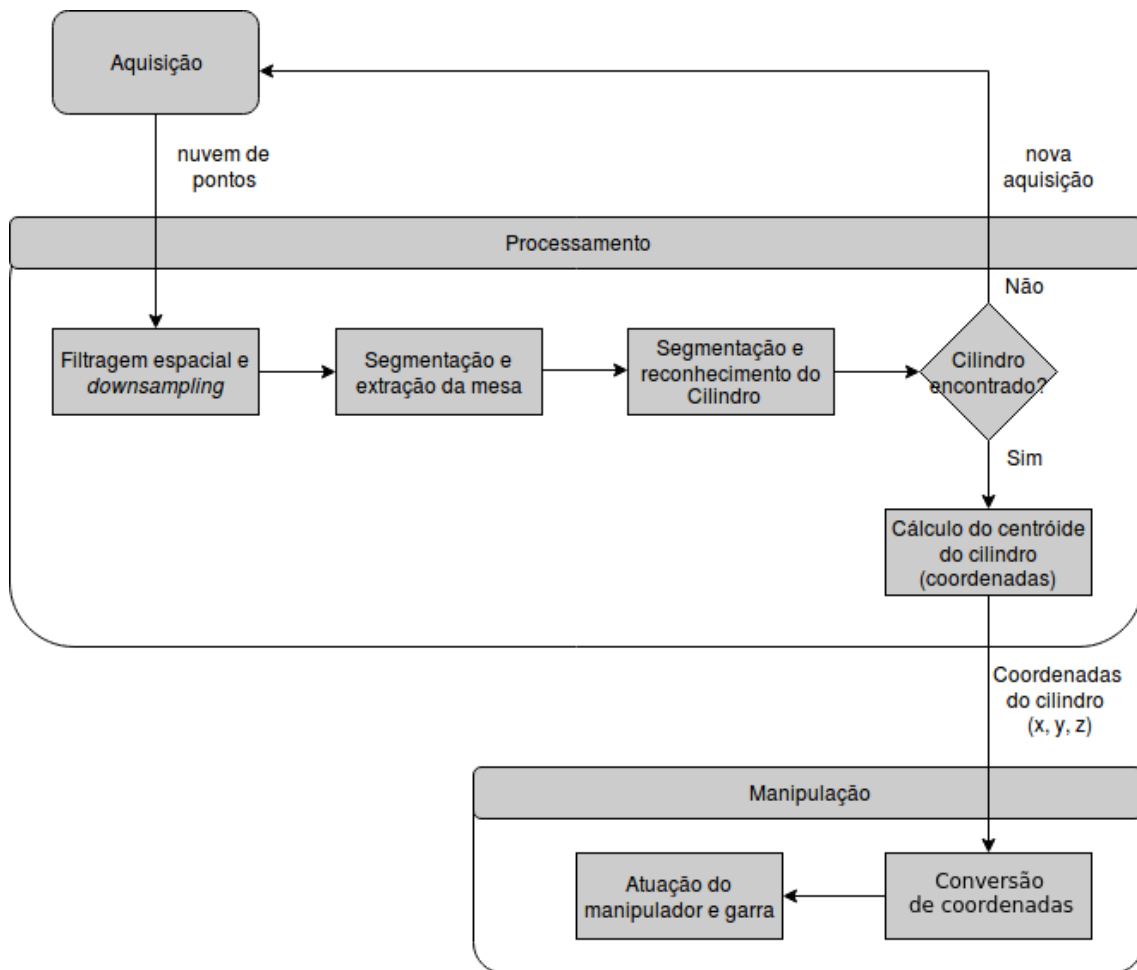 Aquisição
nuvem de
pontos
nova
aquisição
Processamento
Não
Filtragem espacial e
downsampling
Segmentação e
extração da mesa
Segmentação e
reconhecimento do
Cilindro
Cilindro
encontrado?
Sim
Cálculo do centróide
do cilindro
(coordenadas)
Coordenadas
do cilindro
(x, y, z)
Manipulação
Conversão
de coordenadas
Atuação do
manipulador e garra